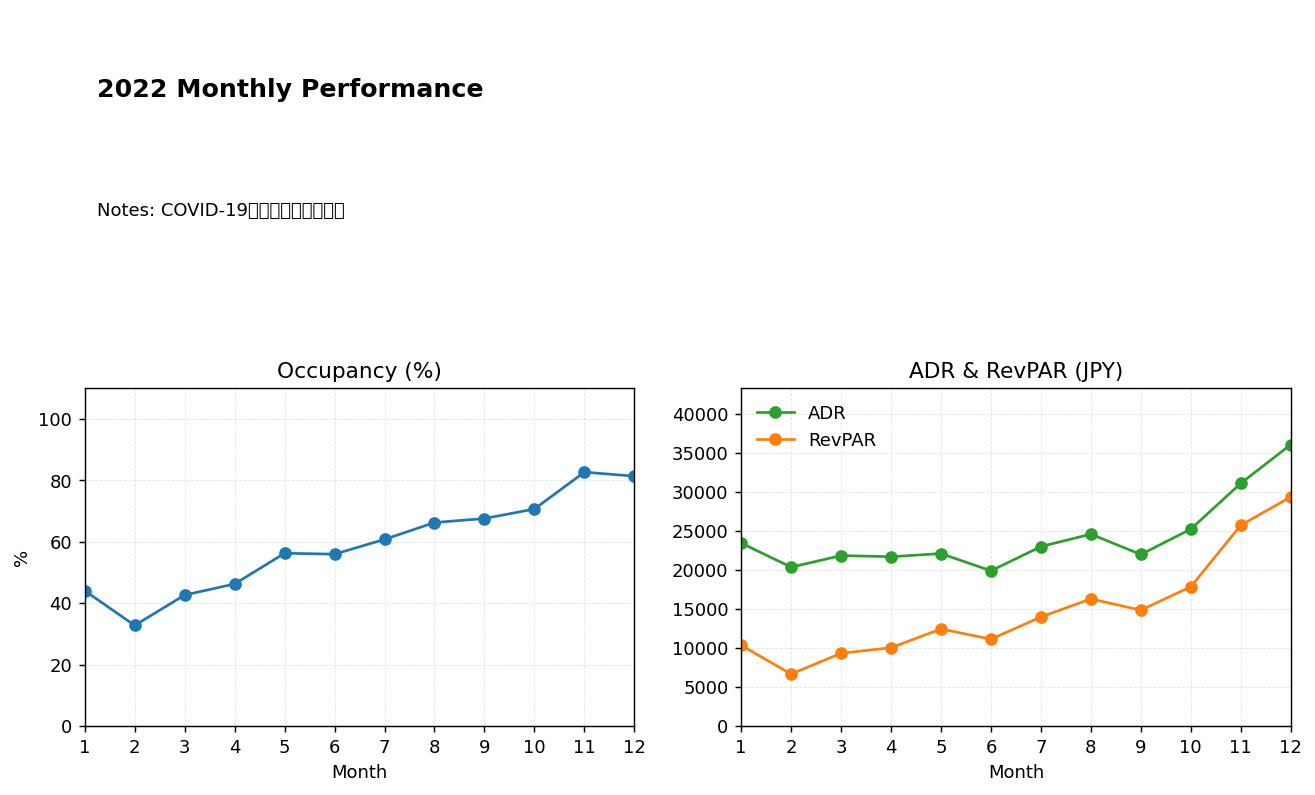 2022 Monthly Performance
Notes: COVID-19
Occupancy (%)
100
80
60
40
20
0
%
1 2 3 4 5 6 7 8 9 10 11 12
Month
ADR & RevPAR (JPY)
ADR
RevPAR
40000
35000
30000
25000
20000
15000
10000
5000
0
1 2 3 4 5 6 7 8 9 10 11 12
Month